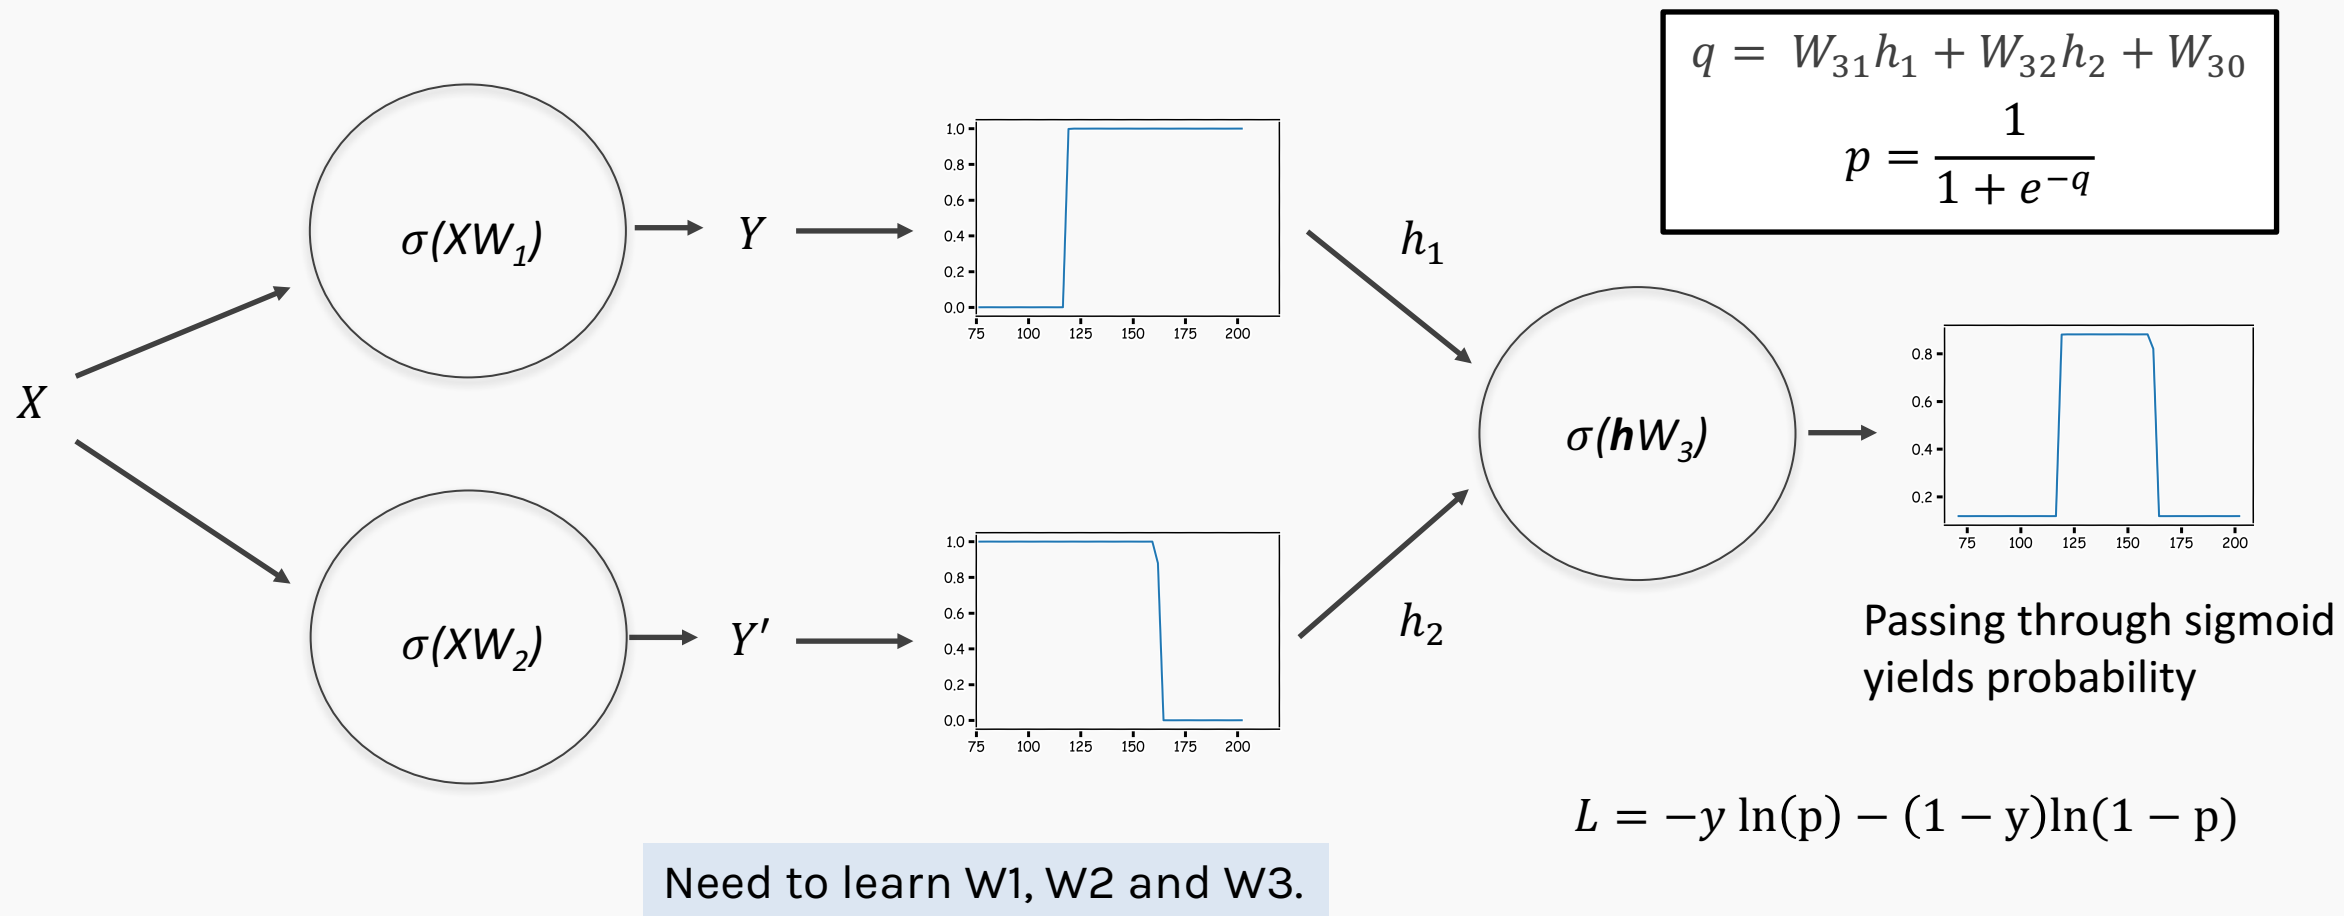 q = W₃₁h₁ + W₃₂h₂ + W₃₀
p = 1 / (1 + e^{−q})
X
σ(XW₁)
Y
1.0
0.8
0.6
0.4
0.2
0.0
75 100 125 150 175 200
h₁
σ(XW₂)
Y′
1.0
0.8
0.6
0.4
0.2
0.0
75 100 125 150 175 200
h₂
σ(hW₃)
0.8
0.6
0.4
0.2
75 100 125 150 175 200
Passing through sigmoid
yields probability
L = −y ln(p) − (1 − y)ln(1 − p)
Need to learn W1, W2 and W3.